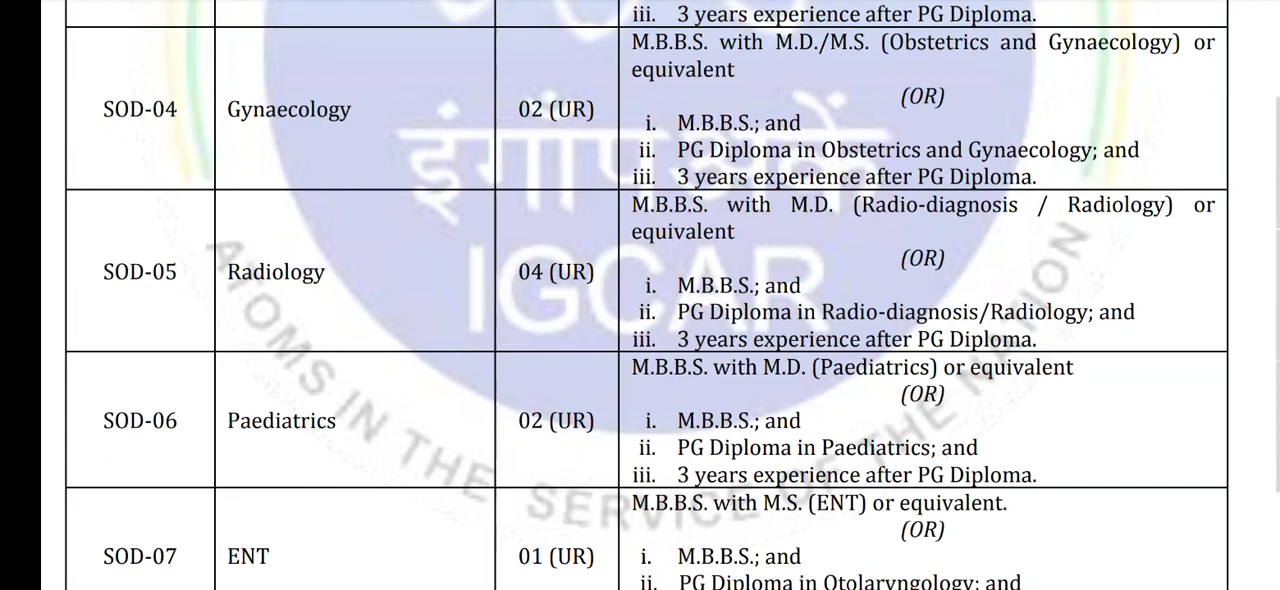 iii. 3 years experience after PG Diploma.
SOD-04
Gynaecology
02 (UR)
M.B.B.S. with M.D./M.S. (Obstetrics and Gynaecology) or
equivalent
(OR)
i. M.B.B.S.; and
ii. PG Diploma in Obstetrics and Gynaecology; and
iii. 3 years experience after PG Diploma.
SOD-05
Radiology
04 (UR)
M.B.B.S. with M.D. (Radio-diagnosis / Radiology) or
equivalent
(OR)
i. M.B.B.S.; and
ii. PG Diploma in Radio-diagnosis/Radiology; and
iii. 3 years experience after PG Diploma.
SOD-06
Paediatrics
02 (UR)
M.B.B.S. with M.D. (Paediatrics) or equivalent
(OR)
i. M.B.B.S.; and
ii. PG Diploma in Paediatrics; and
iii. 3 years experience after PG Diploma.
SOD-07
ENT
01 (UR)
M.B.B.S. with M.S. (ENT) or equivalent.
(OR)
i. M.B.B.S.; and
ii. PG Diploma in Otolaryngology; and
इंगांपअकें
IGCAR
ATOMS IN THE SERVICE OF THE NATION